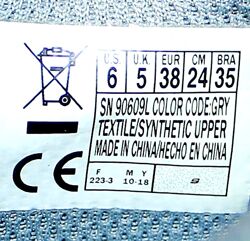 U.S. U.K. EUR CM BRA
6 5 38 24 35
SN 90609L COLOR CODE:GRY
TEXTILE/SYNTHETIC UPPER
MADE IN CHINA/HECHO EN CHINA
CE
F M Y
223-3 10-18